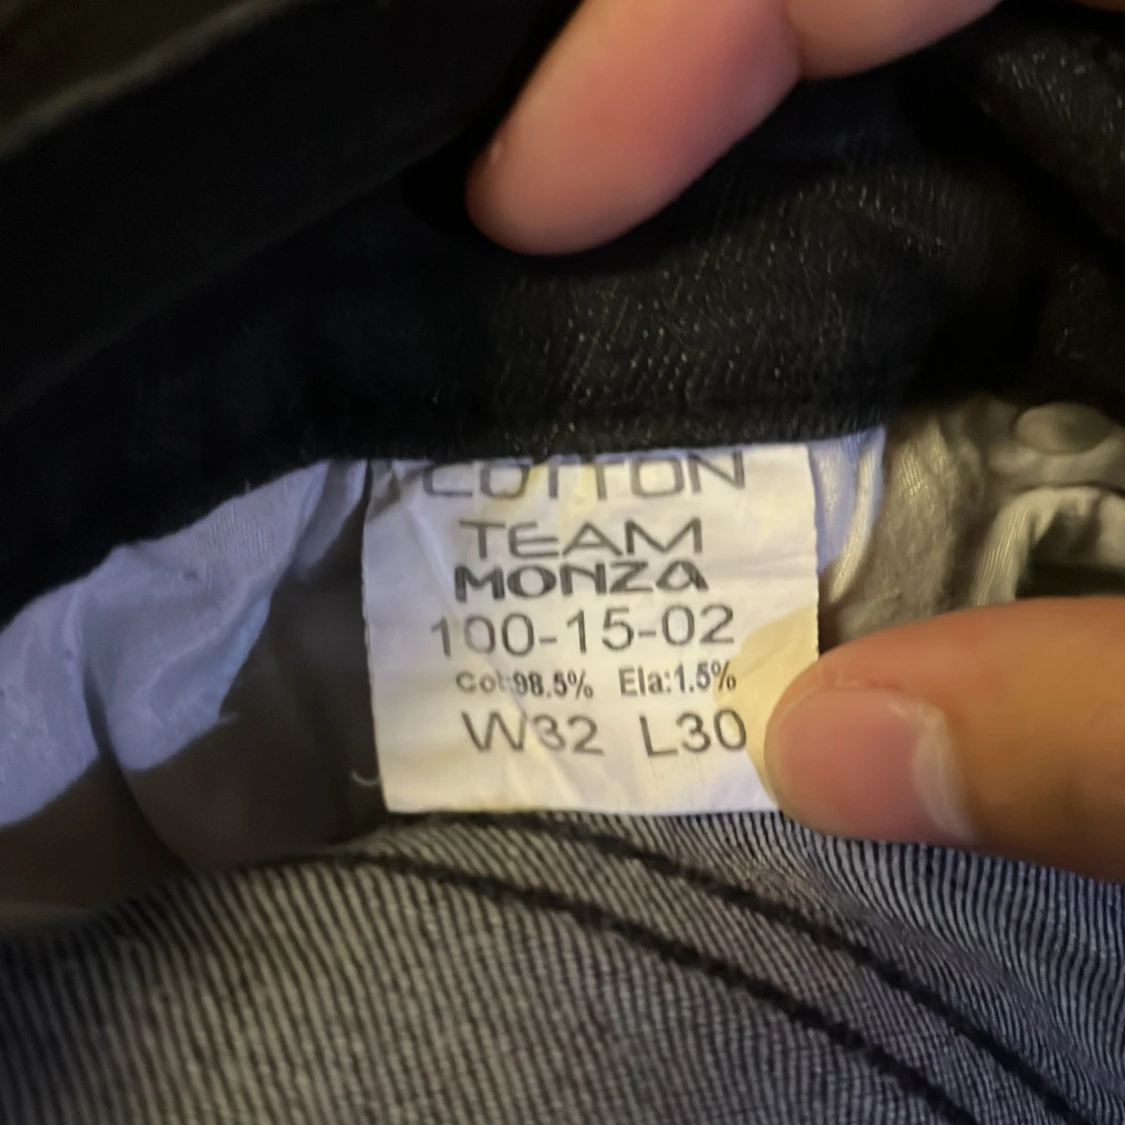 COTTON
TEAM
MONZA
100-15-02
Cot:98.5% Ela:1.5%
W32 L30